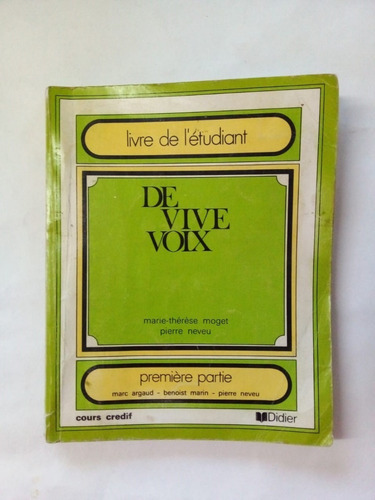 livre de l'étudiant
DE
VIVE
VOIX
marie-thérèse moget
pierre neveu
première partie
marc argaud - benoist marin - pierre neveu
cours credif
Didier